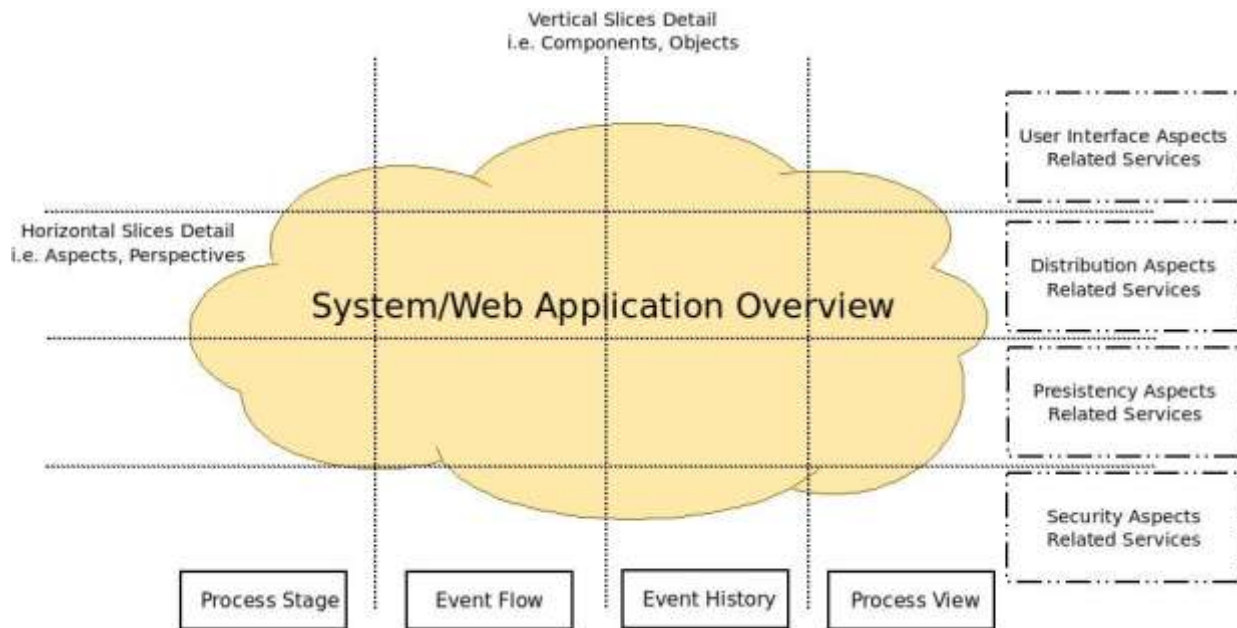 Vertical Slices Detail
i.e. Components, Objects
User Interface Aspects
Related Services
Horizontal Slices Detail
i.e. Aspects, Perspectives
Distribution Aspects
Related Services
System/Web Application Overview
Presistency Aspects
Related Services
Security Aspects
Related Services
Process Stage
Event Flow
Event History
Process View